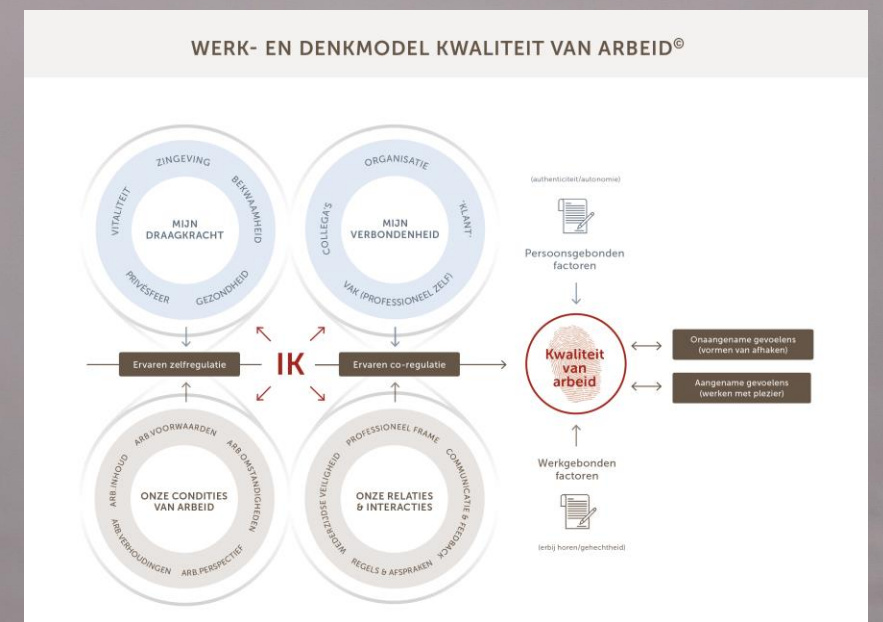 WERK- EN DENKMODEL KWALITEIT VAN ARBEID©
ZINGEVING
BEKWAAMHEID
GEZONDHEID
PRIVÉSFEER
VITALITEIT
MIJN
DRAAGKRACHT
ORGANISATIE
'KLANT'
VAK (PROFESSIONEEL ZELF)
COLLEGA'S
MIJN
VERBONDENHEID
(authenticiteit/autonomie)
Persoonsgebonden
factoren
Ervaren zelfregulatie
IK
Ervaren co-regulatie
Kwaliteit
van
arbeid
Onaangename gevoelens
(vormen van afhaken)
Aangename gevoelens
(werken met plezier)
ARB.VOORWAARDEN
ARB.OMSTANDIGHEDEN
ARB.PERSPECTIEF
ARB.VERHOUDINGEN
ARB.INHOUD
ONZE CONDITIES
VAN ARBEID
PROFESSIONEEL FRAME
COMMUNICATIE & FEEDBACK
REGELS & AFSPRAKEN
WEDERZIJDSE VEILIGHEID
ONZE RELATIES
& INTERACTIES
Werkgebonden
factoren
(erbij horen/gehechtheid)